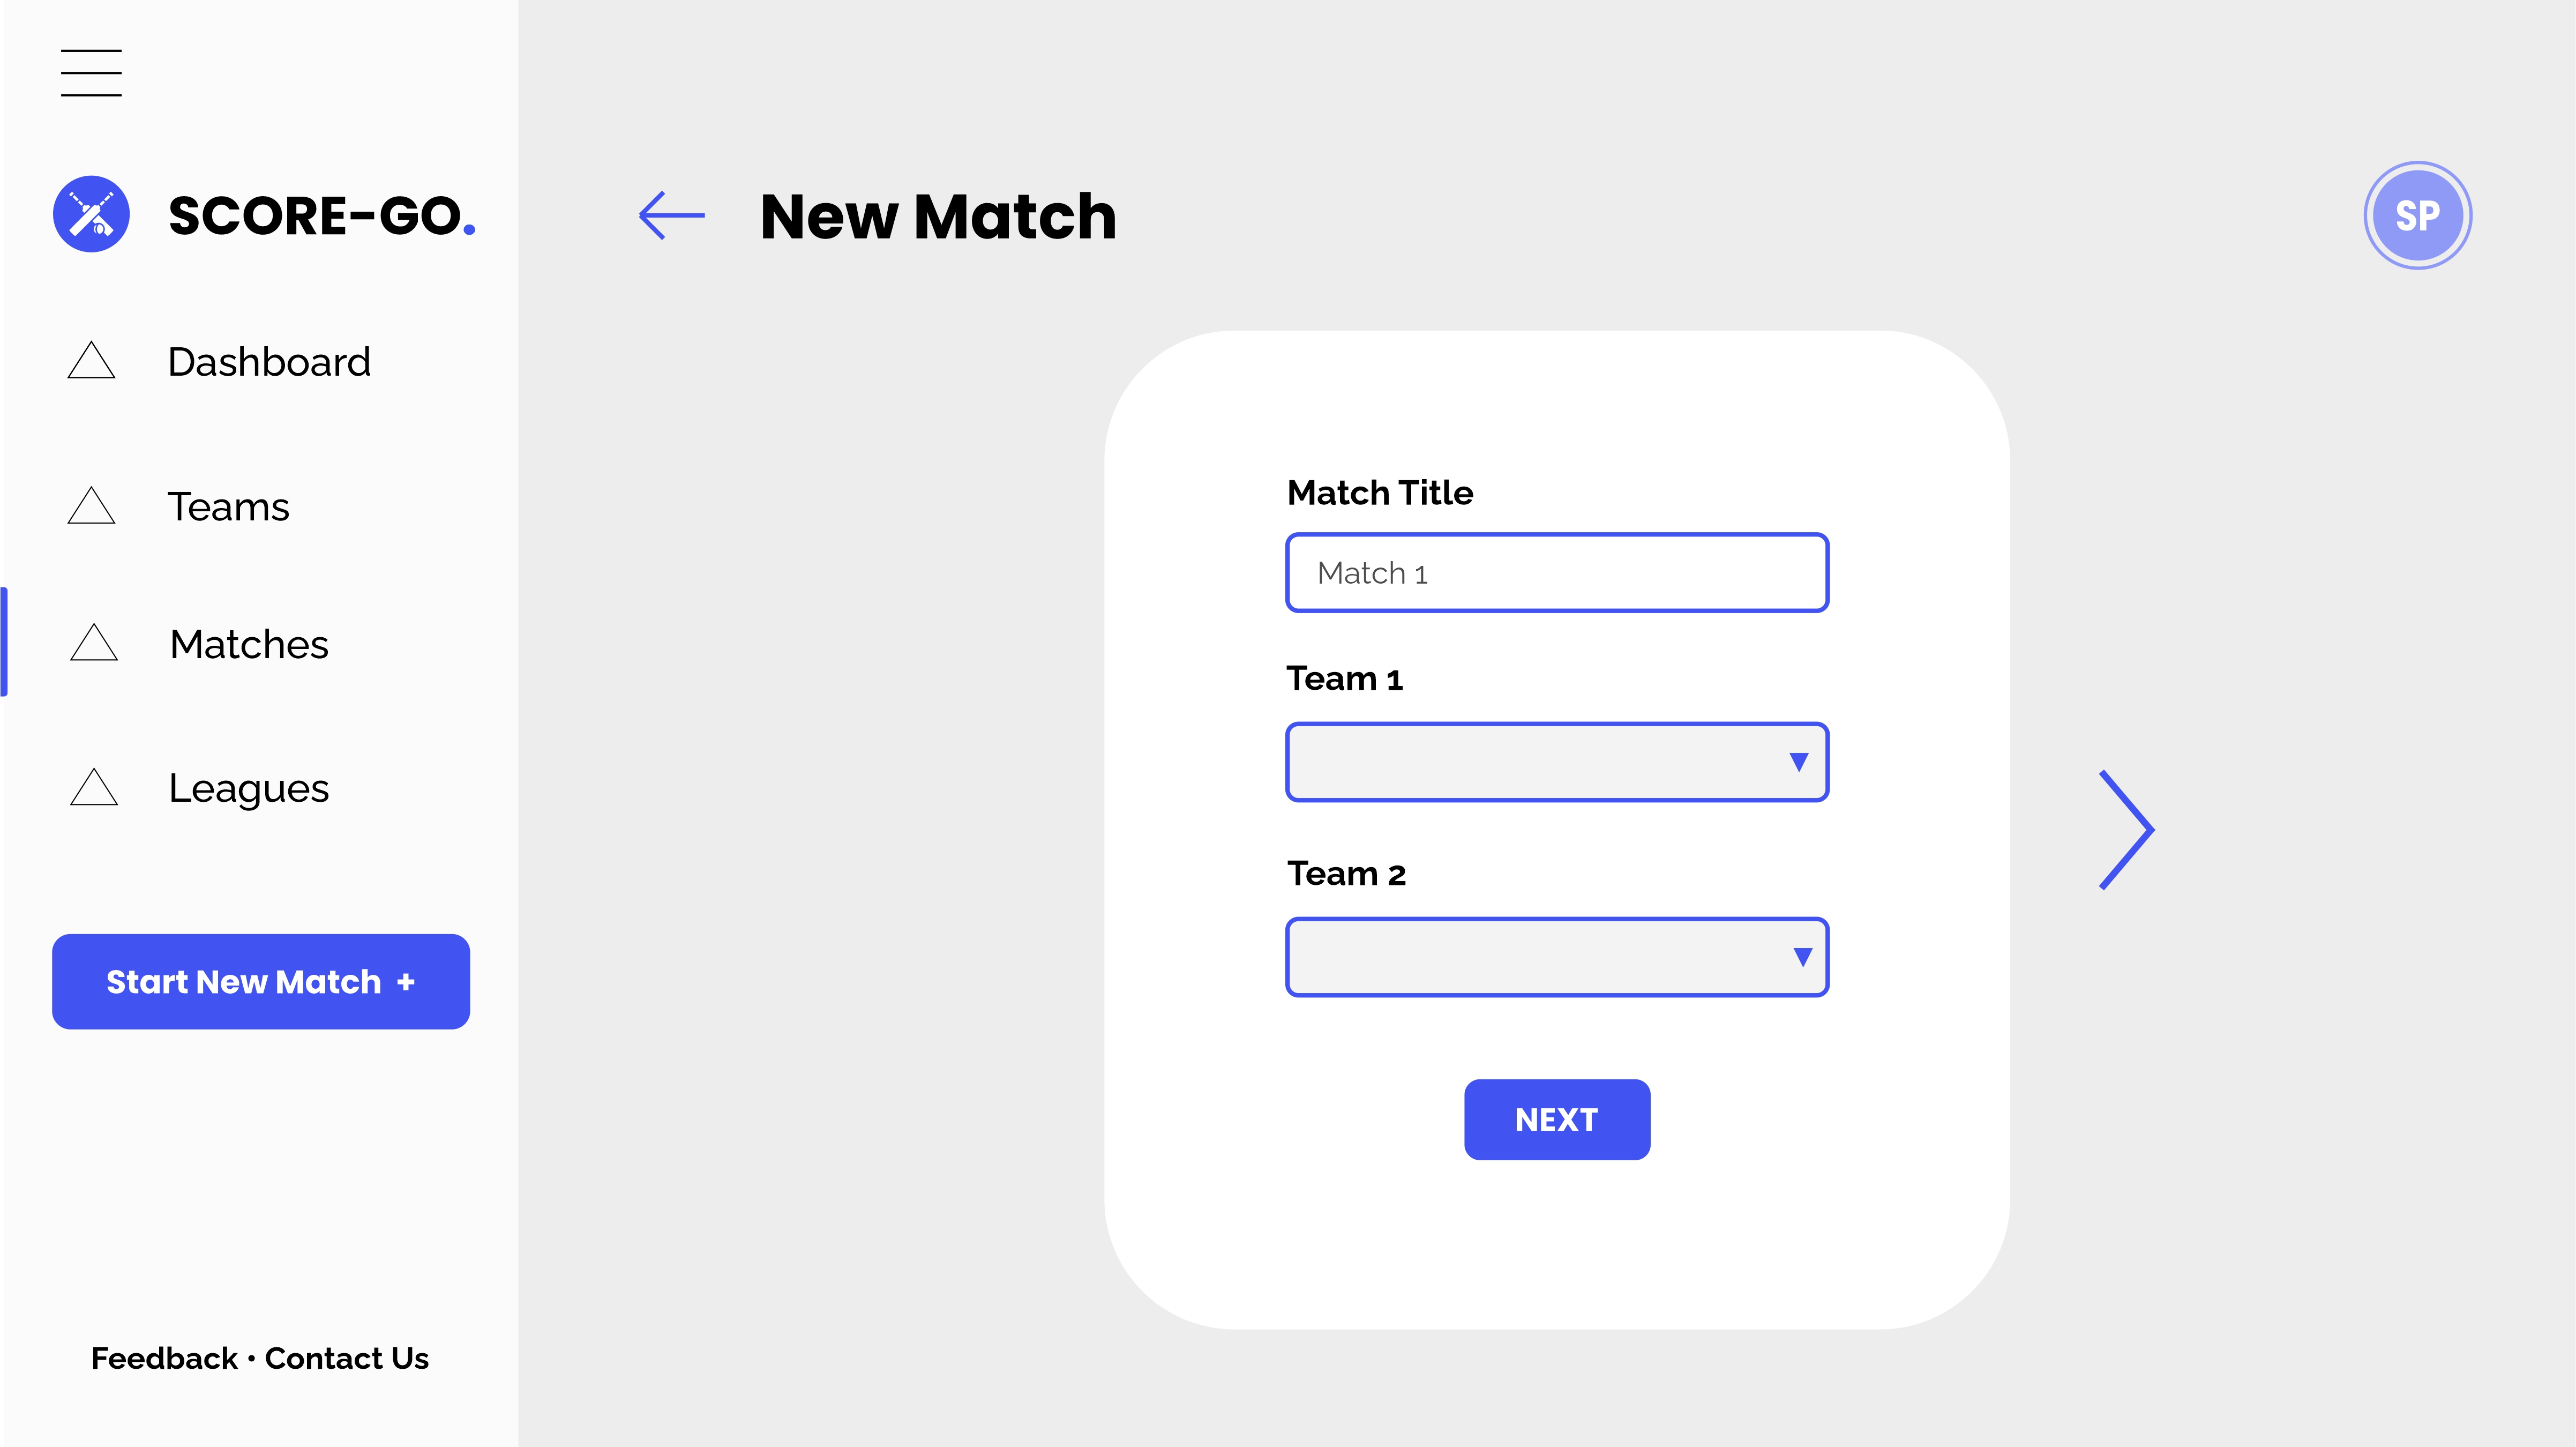 SCORE-GO.
Dashboard
Teams
Matches
Leagues
Start New Match +
Feedback • Contact Us
New Match
SP
Match Title
Match 1
Team 1
Team 2
NEXT